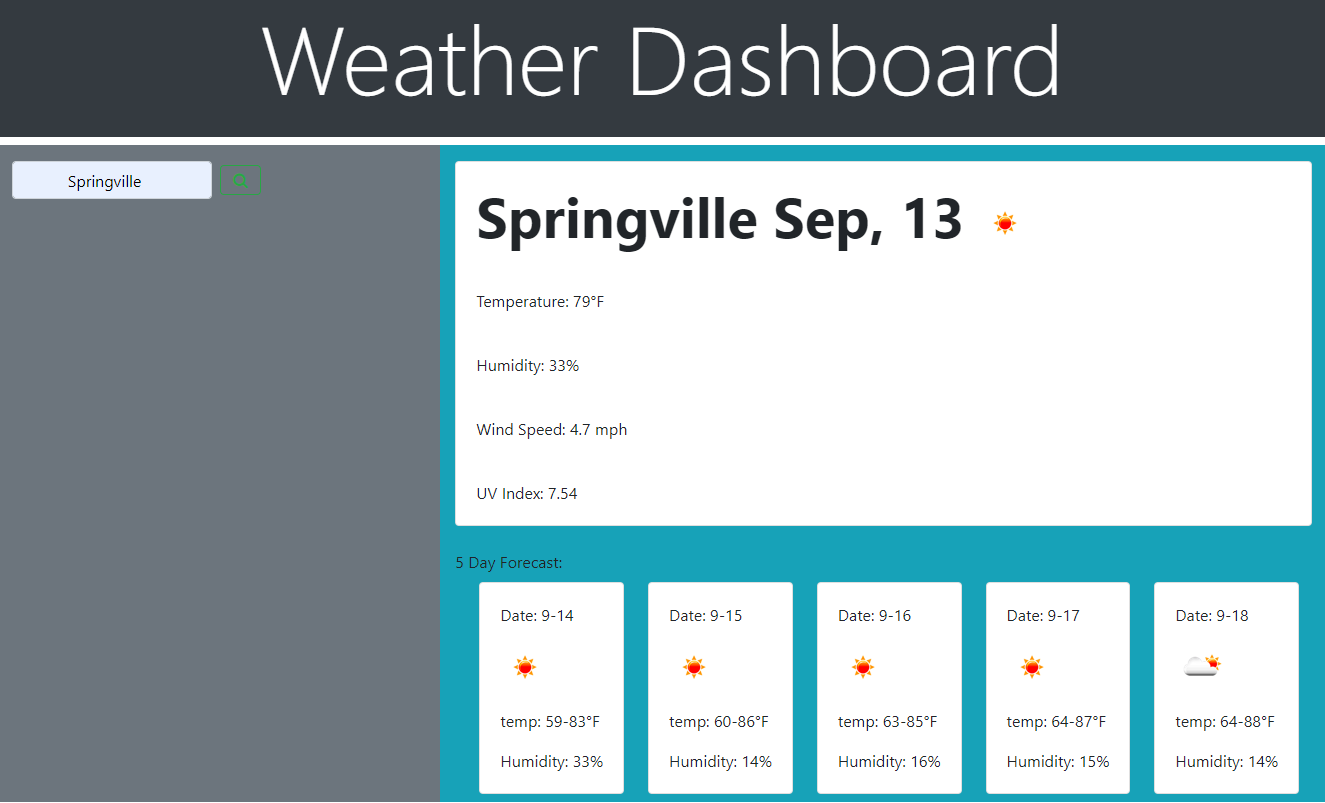 Weather Dashboard
Springville
Springville Sep, 13
Temperature: 79°F
Humidity: 33%
Wind Speed: 4.7 mph
UV Index: 7.54
5 Day Forecast:
Date: 9-14
temp: 59-83°F
Humidity: 33%
Date: 9-15
temp: 60-86°F
Humidity: 14%
Date: 9-16
temp: 63-85°F
Humidity: 16%
Date: 9-17
temp: 64-87°F
Humidity: 15%
Date: 9-18
temp: 64-88°F
Humidity: 14%